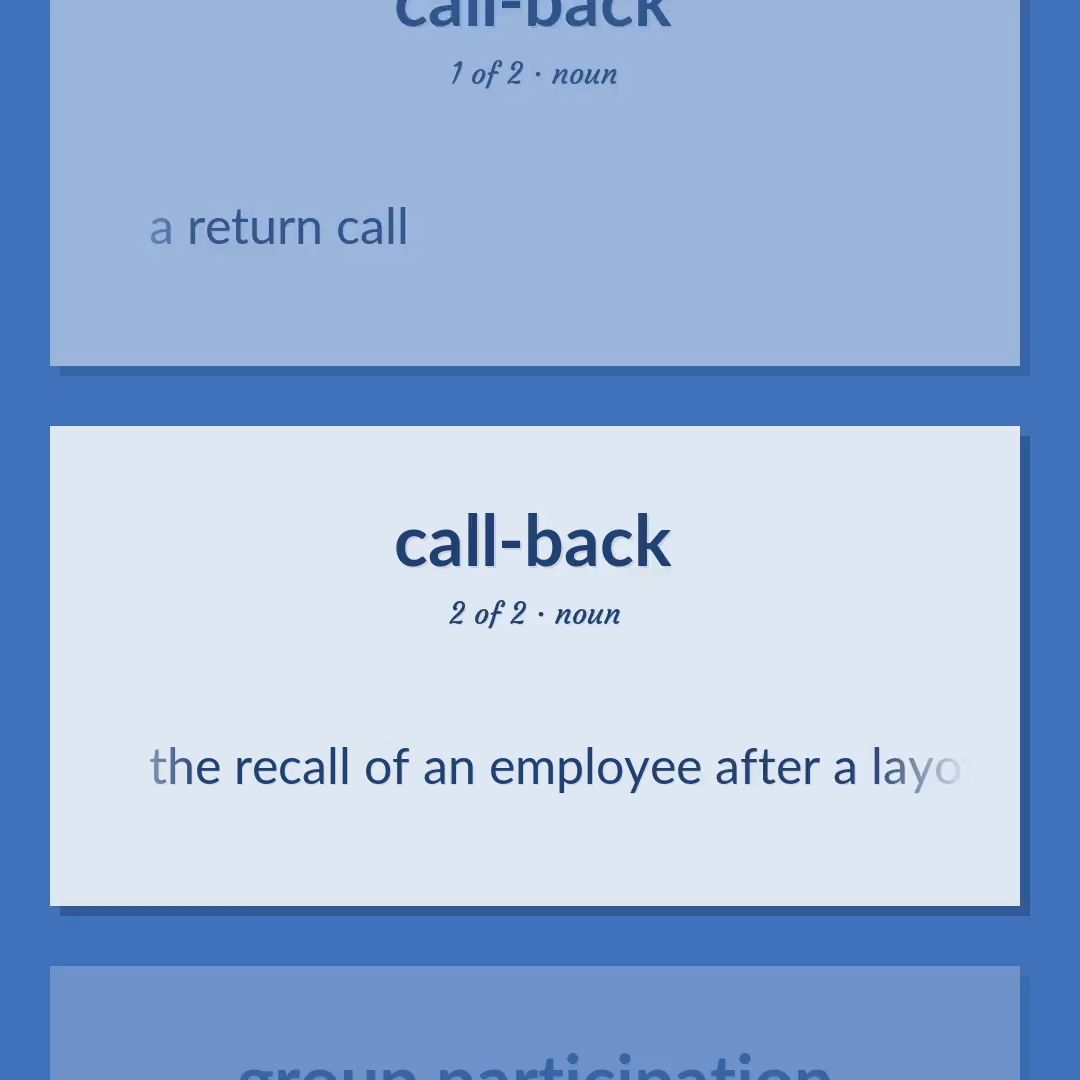 call-back
1 of 2 · noun
a return call
call-back
2 of 2 · noun
the recall of an employee after a layo
group participation